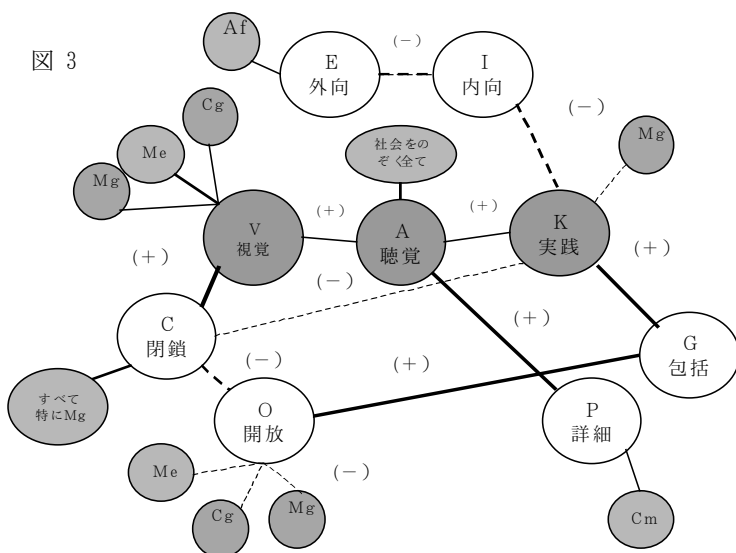 図 3
Af
E
外向
(-)
I
内向
(-)
Cg
Me
Mg
社会をの
ぞく全て
Mg
V
視覚
(+)
A
聴覚
(+)
K
実践
(+)
(+)
(-)
C
閉鎖
(+)
G
包括
(-)
(+)
すべて
特にMg
O
開放
P
詳細
Me
(-)
Cg
Mg
Cm